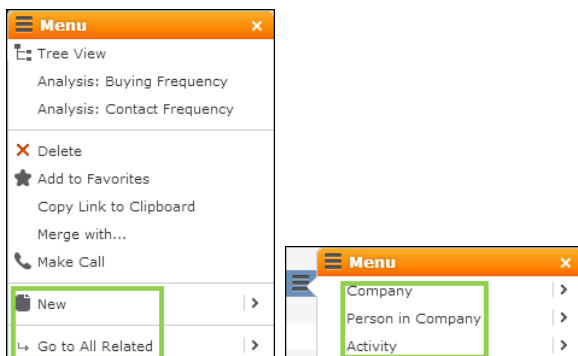 Menu
Tree View
Analysis: Buying Frequency
Analysis: Contact Frequency
Delete
Add to Favorites
Copy Link to Clipboard
Merge with...
Make Call
New
Go to All Related
Menu
Company
Person in Company
Activity